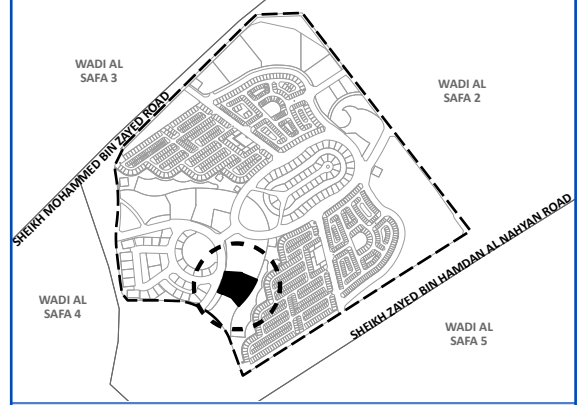 WADI AL
SAFA 3
WADI AL
SAFA 2
SHEIKH MOHAMMED BIN ZAYED ROAD
SHEIKH ZAYED BIN HAMDAN AL NAHYAN ROAD
WADI AL
SAFA 4
WADI AL
SAFA 5